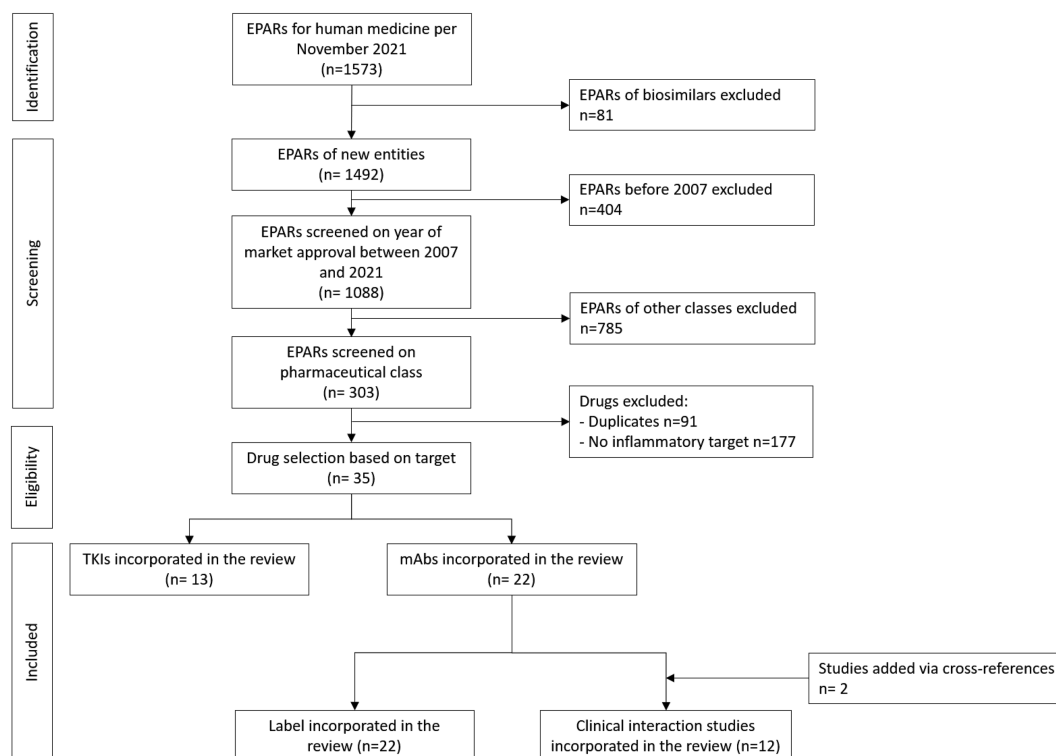 Identification
EPARs for human medicine per
November 2021
(n=1573)
EPARs of biosimilars excluded
n=81
Screening
EPARs of new entities
(n= 1492)
EPARs before 2007 excluded
n=404
EPARs screened on year of
market approval between 2007
and 2021
(n= 1088)
EPARs of other classes excluded
n=785
EPARs screened on
pharmaceutical class
(n= 303)
Drugs excluded:
- Duplicates n=91
- No inflammatory target n=177
Eligibility
Drug selection based on target
(n= 35)
Included
TKIs incorporated in the review
(n= 13)
mAbs incorporated in the review
(n= 22)
Studies added via cross-references
n= 2
Label incorporated in the
review (n=22)
Clinical interaction studies
incorporated in the review (n=12)